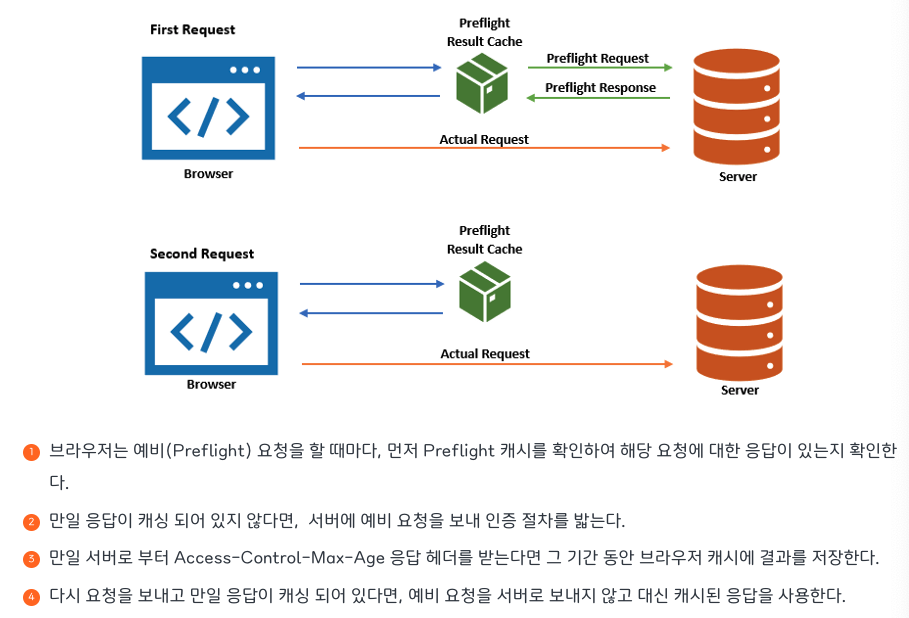 First Request
Preflight
Result Cache
Preflight Request
Preflight Response
Actual Request
Browser
Server
Preflight
Result Cache
Second Request
Actual Request
Browser
Server
1 브라우저는 예비(Preflight) 요청을 할 때마다, 먼저 Preflight 캐시를 확인하여 해당 요청에 대한 응답이 있는지 확인한
다.
2 만일 응답이 캐싱 되어 있지 않다면, 서버에 예비 요청을 보내 인증 절차를 밟는다.
3 만일 서버로 부터 Access-Control-Max-Age 응답 헤더를 받는다면 그 기간 동안 브라우저 캐시에 결과를 저장한다.
4 다시 요청을 보내고 만일 응답이 캐싱 되어 있다면, 예비 요청을 서버로 보내지 않고 대신 캐시된 응답을 사용한다.